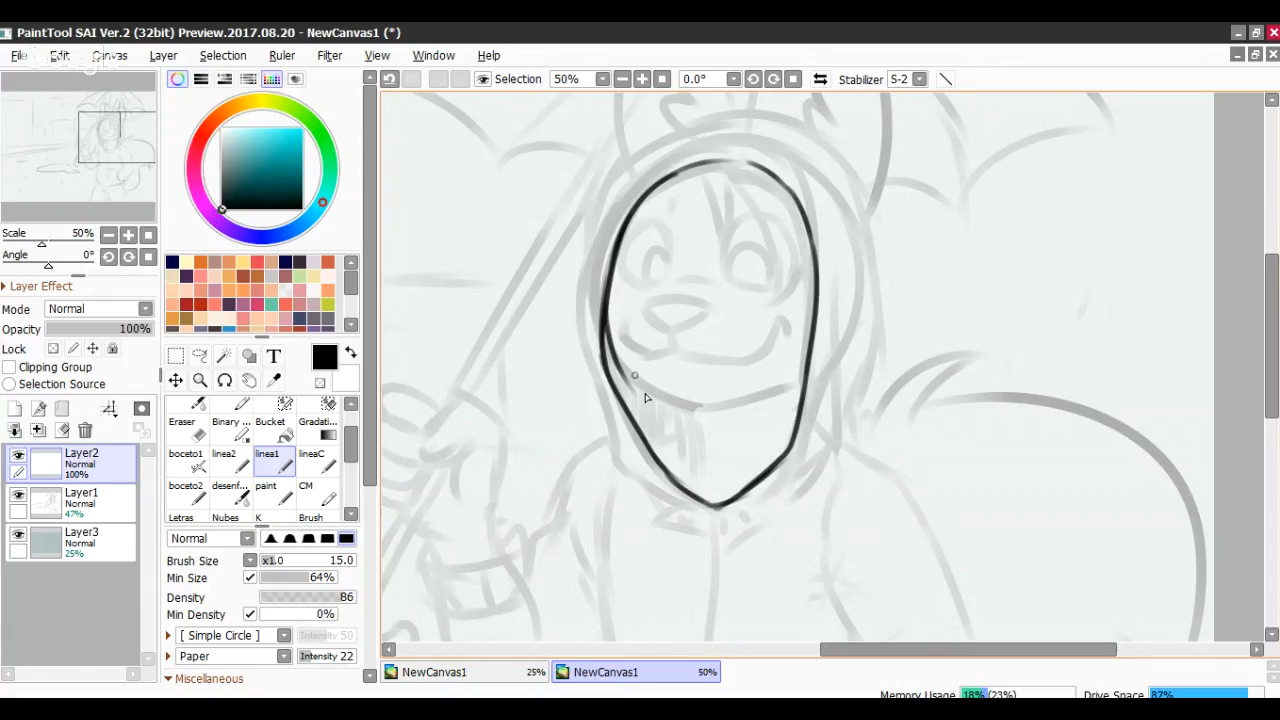 PaintTool SAI Ver.2 (32bit) Preview.2017.08.20 - NewCanvas1 (*)
File Edit Canvas Layer Selection Ruler Filter View Window Help
Selection 50% 0.0° Stabilizer S-2
Scale 50%
Angle 0°
Layer Effect
Mode Normal
Opacity 100%
Lock
Clipping Group
Selection Source
Layer2
Normal
100%
Layer1
Normal
47%
Layer3
Normal
25%
T
Eraser Binary ... Bucket Gradati...
boceto1 linea2 linea1 lineaC
boceto2 desenf... paint CM
Letras Nubes K Brush
Normal
Brush Size x1.0 15.0
Min Size 64%
Density 86
Min Density 0%
[ Simple Circle ] Intensity 50
Paper Intensity 22
Miscellaneous
NewCanvas1 25% NewCanvas1 50%
Memory Usage 18% (23%) Drive Space 87%